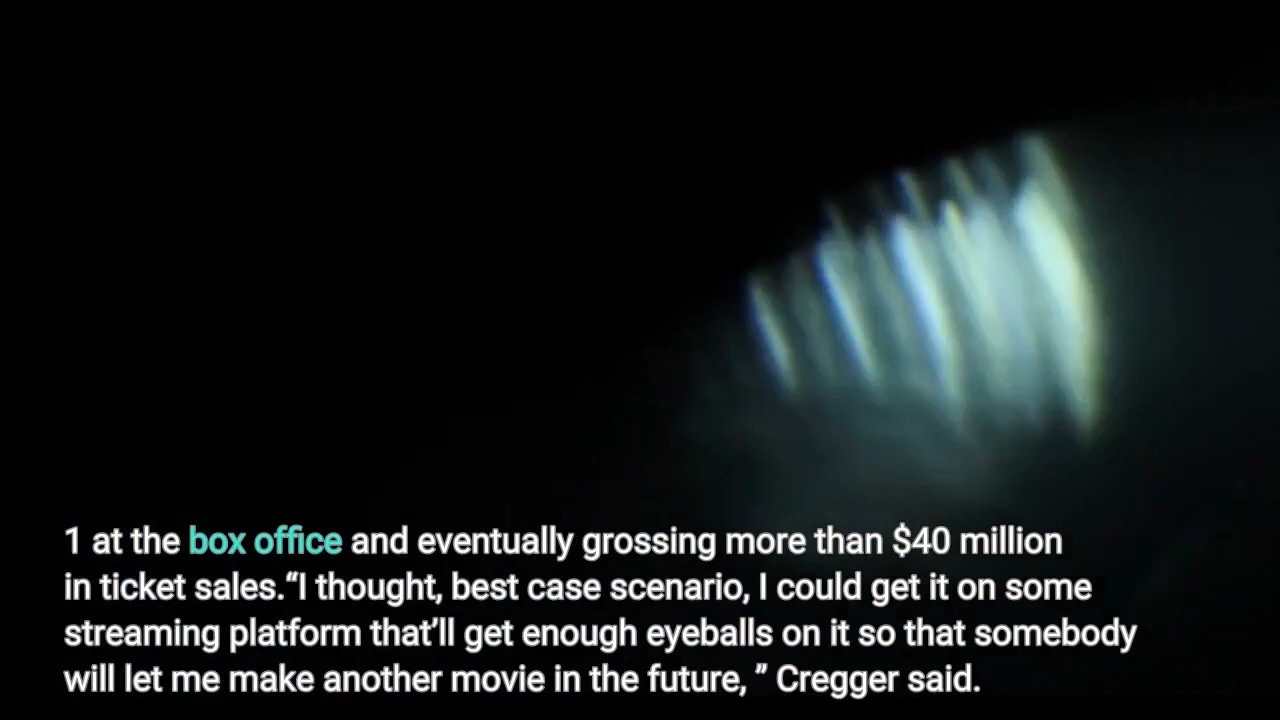 1 at the box office and eventually grossing more than $40 million
in ticket sales.“I thought, best case scenario, I could get it on some
streaming platform that’ll get enough eyeballs on it so that somebody
will let me make another movie in the future, ” Cregger said.